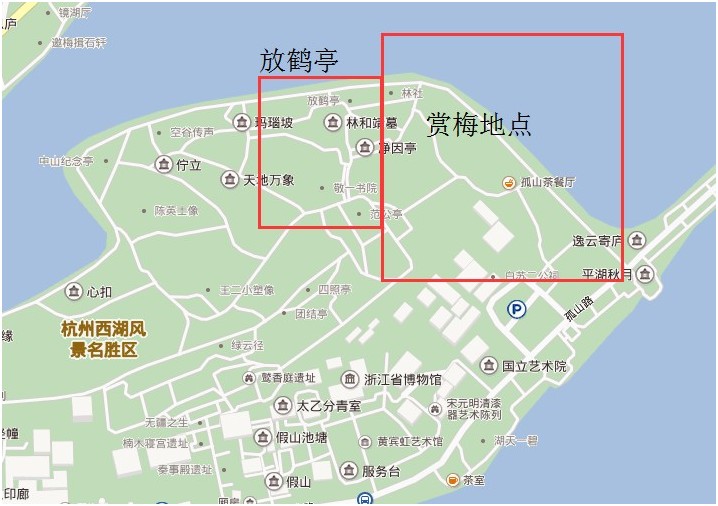 镜湖厅
庐
邀梅揖石轩
放鹤亭
赏梅地点
放鹤亭
林社
玛瑙坡
林和靖墓
空谷传声
净因亭
中山纪念亭
伫立
天地万象
敬一书院
孤山茶餐厅
陈英士像
范公亭
逸云寄庐
白苏二公祠
平湖秋月
心扣
王二小塑像
四照亭
孤山路
P
团结亭
杭州西湖风
景名胜区
缘
绿云径
国立艺术院
鹫香庭遗址
浙江省博物馆
太乙分青室
宋元明清漆
器艺术陈列
无疆之生
假山池塘
楠木寝宫遗址
黄宾虹艺术馆
湖天一碧
幢
秦事殿遗址
服务台
假山
茶室
印廊